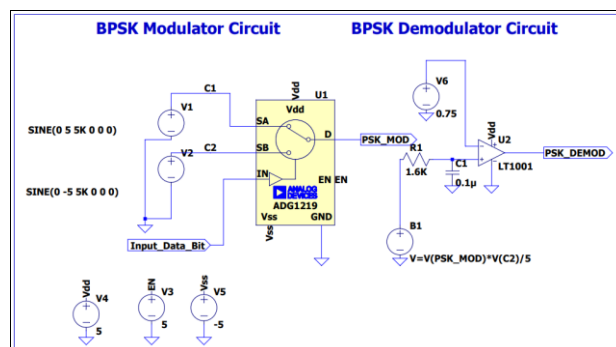 BPSK Modulator Circuit
BPSK Demodulator Circuit
C1
V1
SINE(0 5 5K 0 0 0)
C2
V2
SINE(0 -5 5K 0 0 0)
Vdd
U1
Vdd
SA
SB
D
IN
EN EN
ANALOG
DEVICES
ADG1219
Vss
GND
Vss
Input_Data_Bit
PSK_MOD
V6
0.75
Vdd
U2
R1
1.6K
C1
0.1µ
LT1001
PSK_DEMOD
B1
V=V(PSK_MOD)*V(C2)/5
Vdd
V4
5
EN
V3
5
Vss
V5
-5